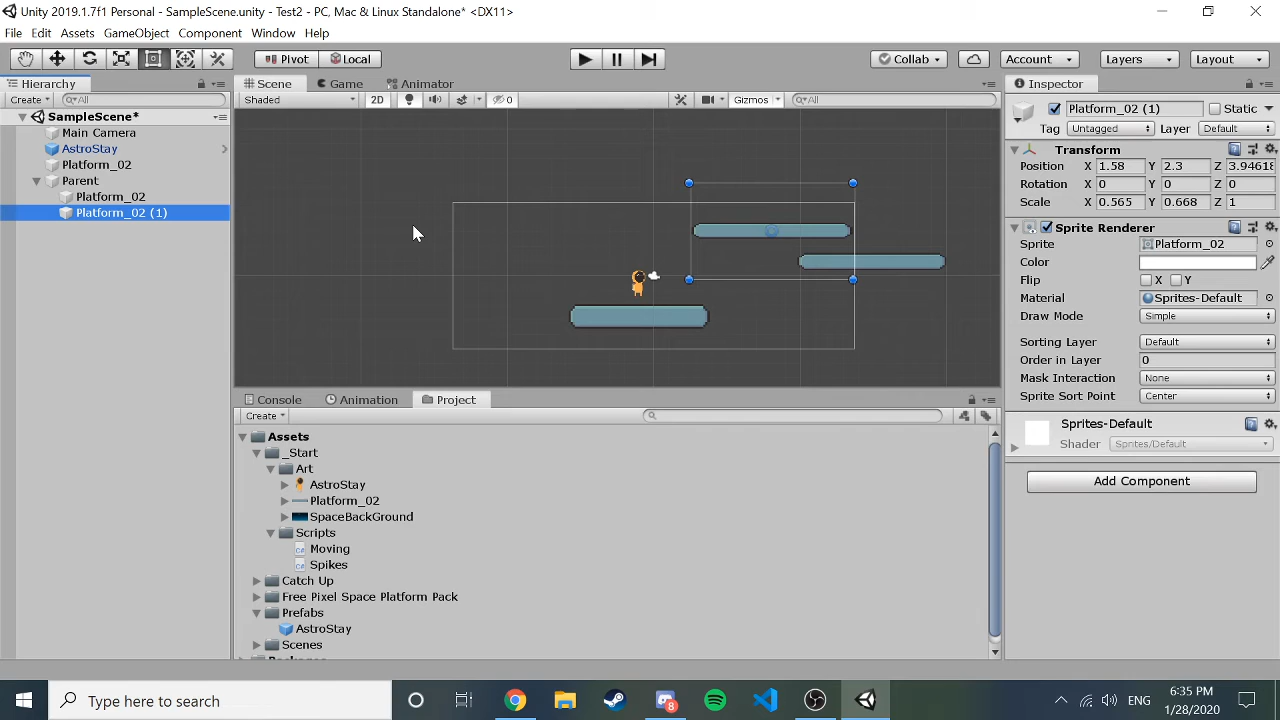 Unity 2019.1.7f1 Personal - SampleScene.unity - Test2 - PC, Mac & Linux Standalone* <DX11>
File Edit Assets GameObject Component Window Help
Pivot Local Collab Account Layers Layout
Hierarchy Scene Game Animator Inspector
Create All Shaded 2D 0 Gizmos All Platform_02 (1) Static
SampleScene*
Tag Untagged Layer Default
Main Camera
AstroStay
Platform_02
Parent
Platform_02
Platform_02 (1)
Transform
Position X 1.58 Y 2.3 Z 3.94618
Rotation X 0 Y 0 Z 0
Scale X 0.565 Y 0.668 Z 1
Sprite Renderer
Sprite Platform_02
Color
Flip X Y
Material Sprites-Default
Draw Mode Simple
Sorting Layer Default
Order in Layer 0
Mask Interaction None
Sprite Sort Point Center
Sprites-Default
Shader Sprites/Default
Add Component
Console Animation Project
Create
Assets
_Start
Art
AstroStay
Platform_02
SpaceBackGround
Scripts
Moving
Spikes
Catch Up
Free Pixel Space Platform Pack
Prefabs
AstroStay
Scenes
Type here to search
8
ENG
6:35 PM
1/28/2020